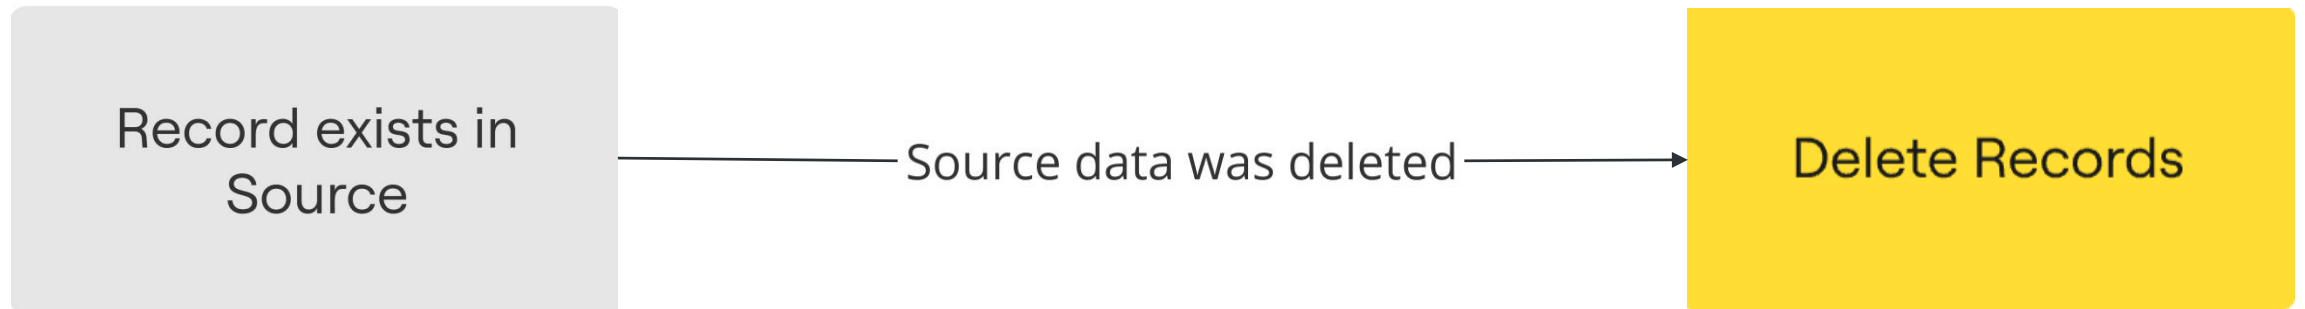 Record exists in
Source
Source data was deleted
Delete Records